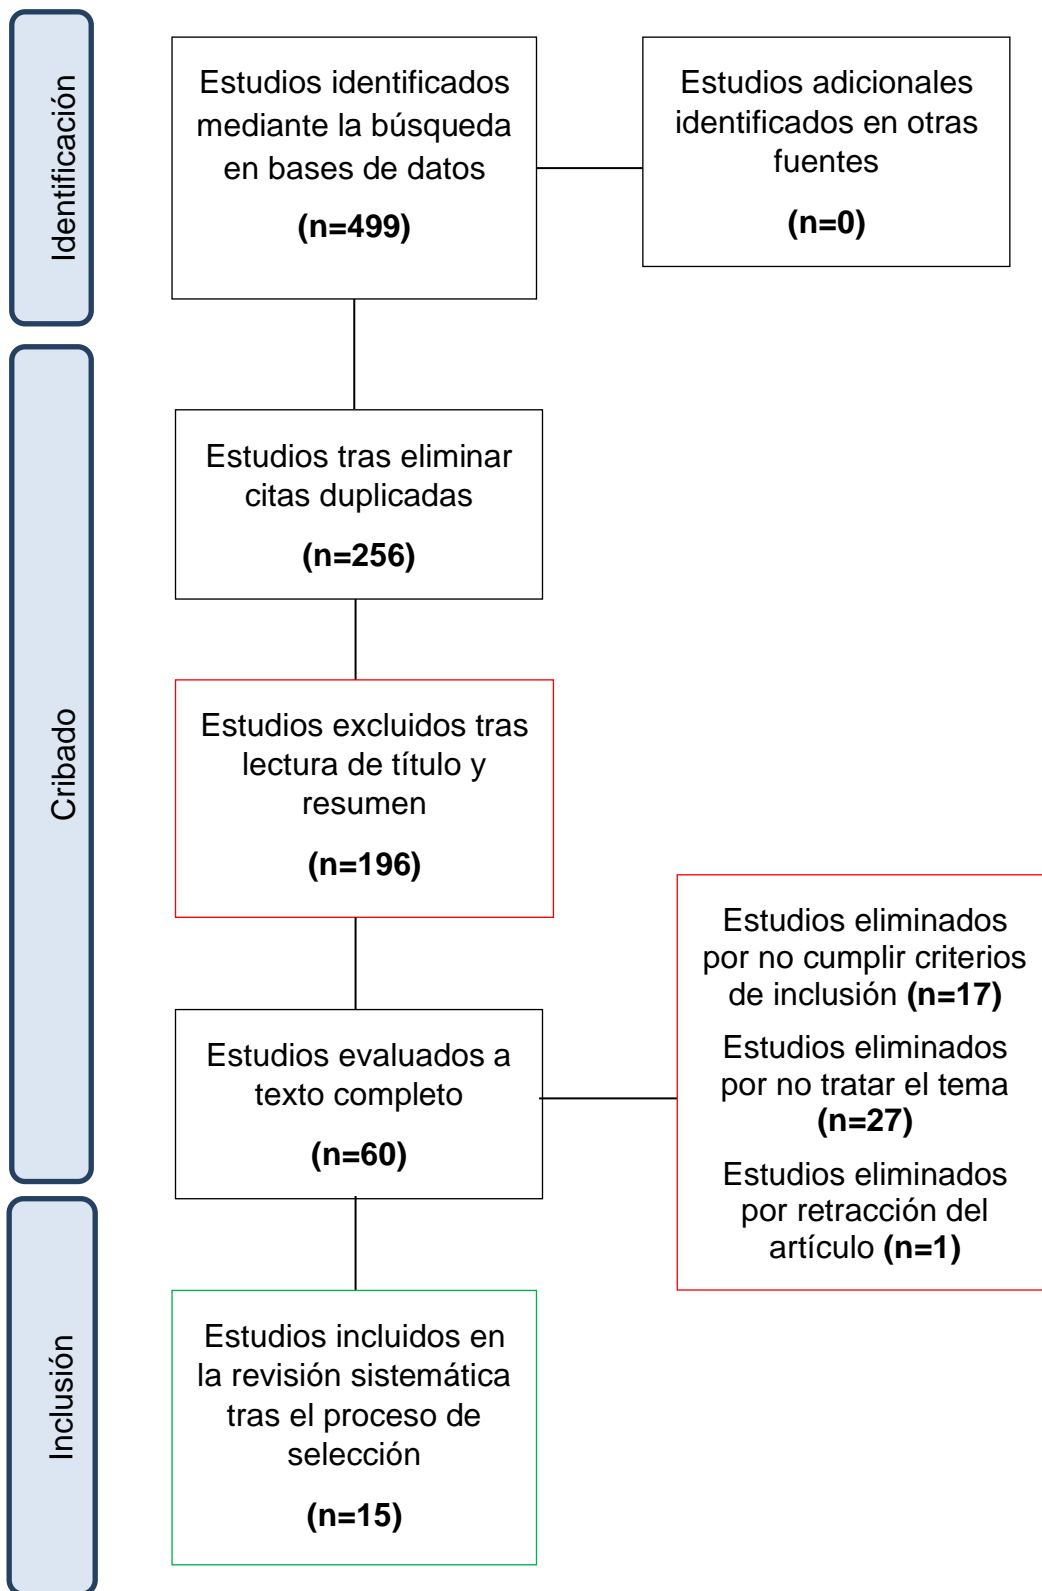 Identificación
Estudios identificados
mediante la búsqueda
en bases de datos
(n=499)
Estudios adicionales
identificados en otras
fuentes
(n=0)
Cribado
Estudios tras eliminar
citas duplicadas
(n=256)
Estudios excluidos tras
lectura de título y
resumen
(n=196)
Estudios evaluados a
texto completo
(n=60)
Estudios eliminados
por no cumplir criterios
de inclusión (n=17)
Estudios eliminados
por no tratar el tema
(n=27)
Estudios eliminados
por retracción del
artículo (n=1)
Inclusión
Estudios incluidos en
la revisión sistemática
tras el proceso de
selección
(n=15)